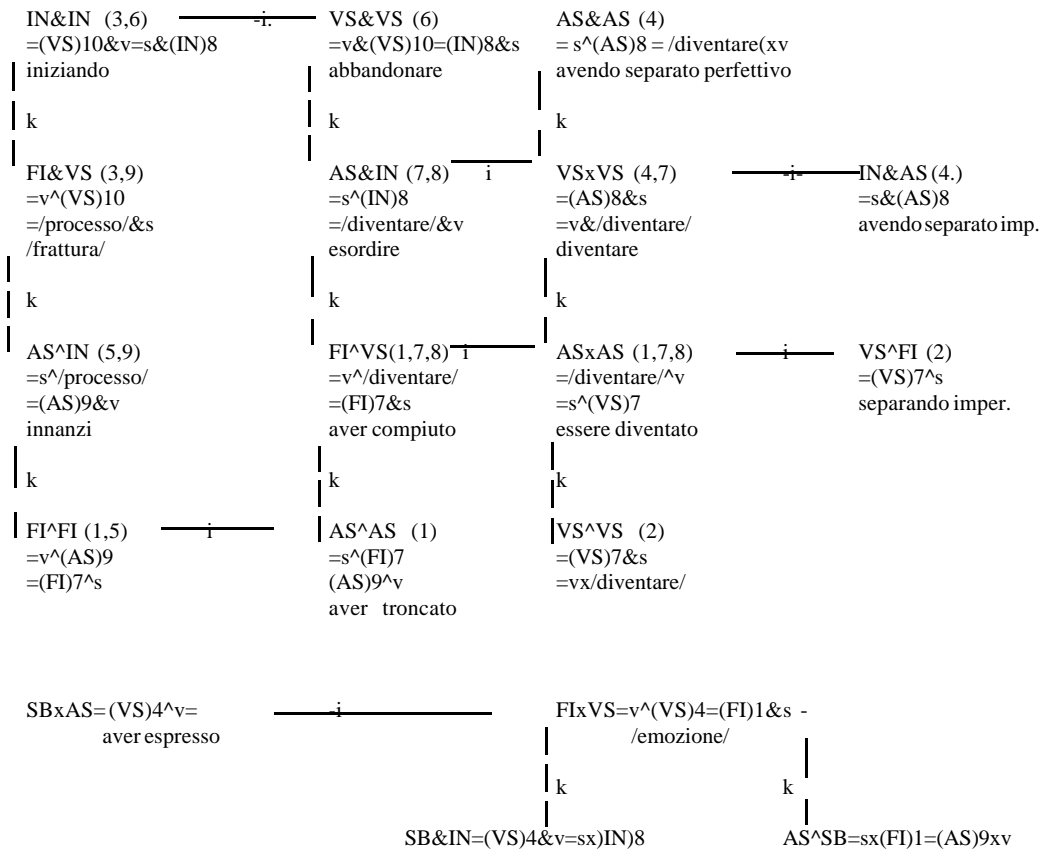 IN&IN (3,6) -i. VS&VS (6) AS&AS (4)
=(VS)10&v=s&(IN)8 =v&(VS)10=(IN)8&s = s^(AS)8 = /diventare(xv
iniziando abbandonare avendo separato perfettivo
k k k
FI&VS (3,9) AS&IN (7,8) i VSxVS (4,7) -i- IN&AS (4.)
=v^(VS)10 =s^(IN)8 =(AS)8&s =s&(AS)8
=/processo/&s =/diventare/&v =v&/diventare/ avendo separato imp.
/frattura/ esordire diventare
k k k
AS^IN (5,9) FI^VS(1,7,8) i ASxAS (1,7,8) i VS^FI (2)
=s^/processo/ =v^/diventare/ =/diventare/^v =(VS)7^s
=(AS)9&v =(FI)7&s =s^(VS)7 separando imper.
innanzi aver compiuto essere diventato
k k k
FI^FI (1,5) i AS^AS (1) VS^VS (2)
=v^(AS)9 =s^(FI)7 =(VS)7&s
=(FI)7^s (AS)9^v =vx/diventare/
aver troncato
SBxAS=(VS)4^v= -i FIxVS=v^(VS)4=(FI)1&s -
aver espresso /emozione/
k k
SB&IN=(VS)4&v=sx)IN)8 AS^SB=sx(FI)1=(AS)9xv